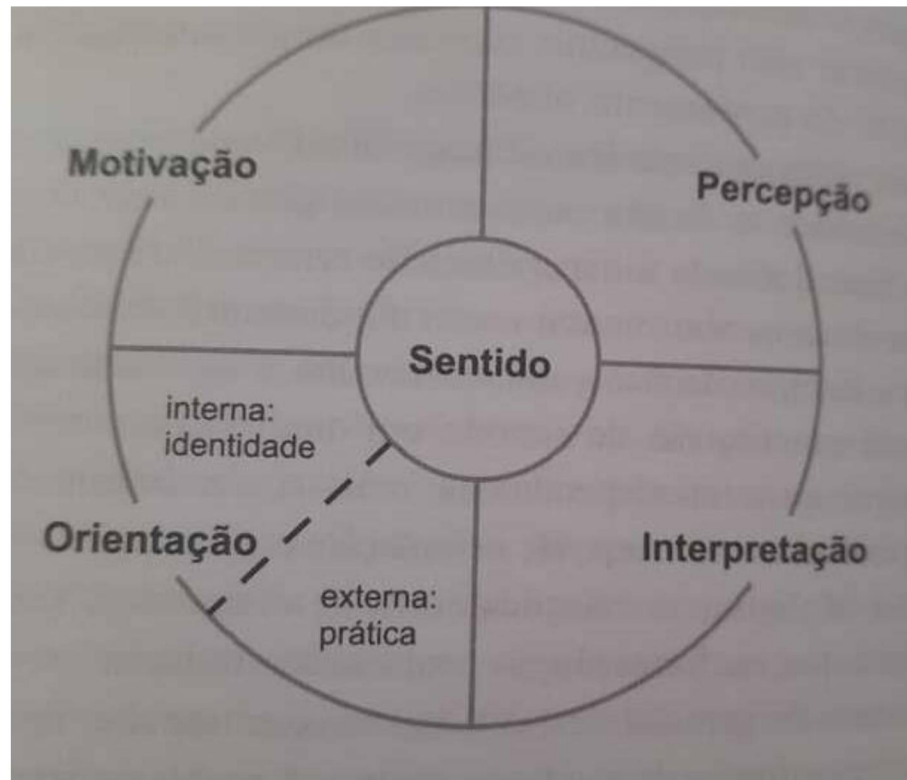 Motivação
Percepção
Sentido
interna:
identidade
Orientação
Interpretação
externa:
prática